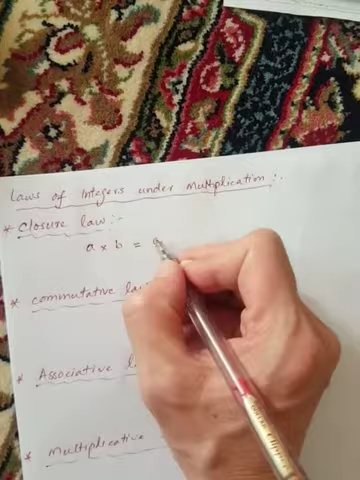 Laws of Integers under Multiplication:-
* Closure law:-
a × b =
* commutative
* Associative
* Multiplicative